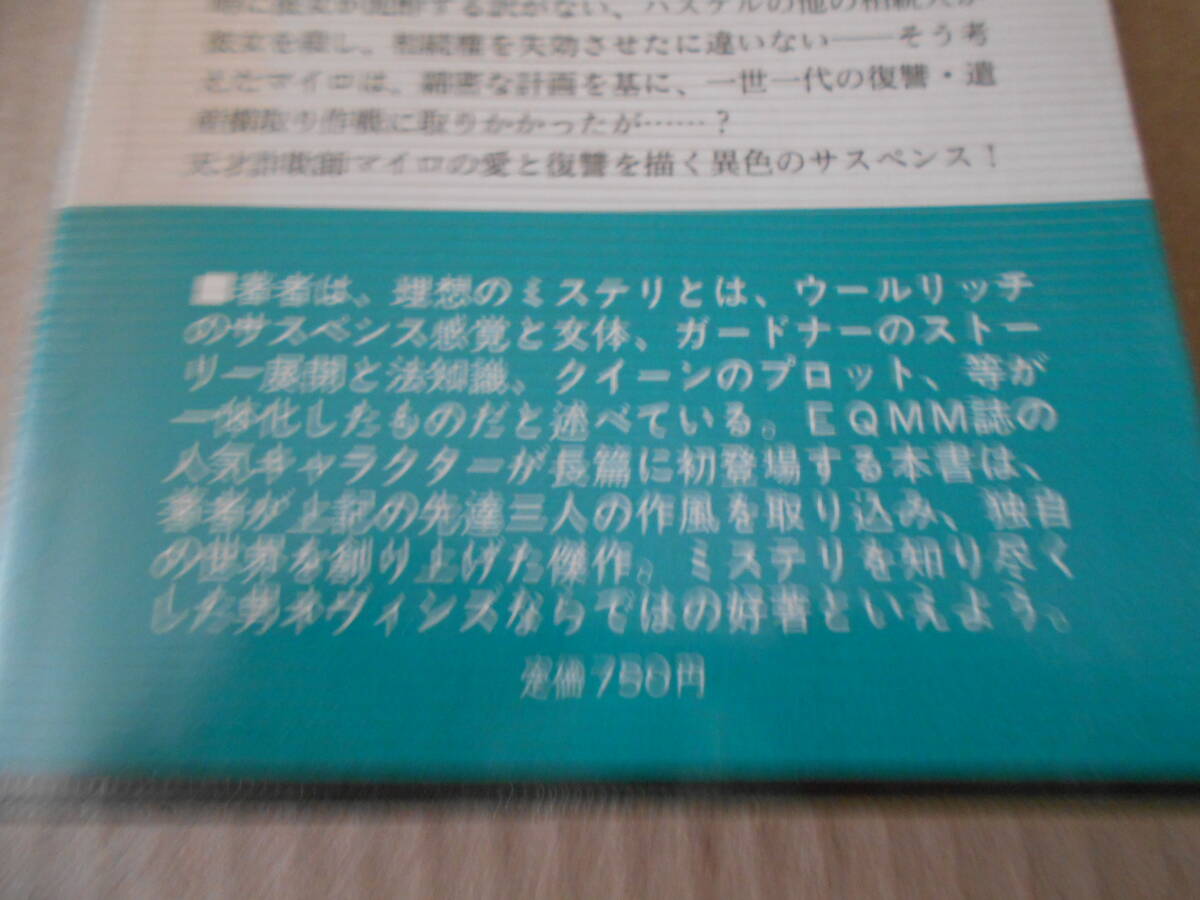 する訳がない、パステルの他の相続人が
彼女を殺し、相続権を失効させたに違いない――そう考
えたマイロは、綿密な計画を基に、一世一代の復讐・遺
産横取り作戦に取りかかったが……？
天才詐欺師マイロの愛と復讐を描く異色のサスペンス！
■著者は、理想のミステリとは、ウールリッチ
のサスペンス感覚と文体、ガードナーのストー
リー展開と法知識、クイーンのプロット、等が
一体化したものだと述べている。ＥＱＭＭ誌の
人気キャラクターが長篇に初登場する本書は、
著者が上記の先達三人の作風を取り込み、独自
の世界を創り上げた傑作。ミステリを知り尽く
した男ネヴィンズならではの好著といえよう。
定価750円